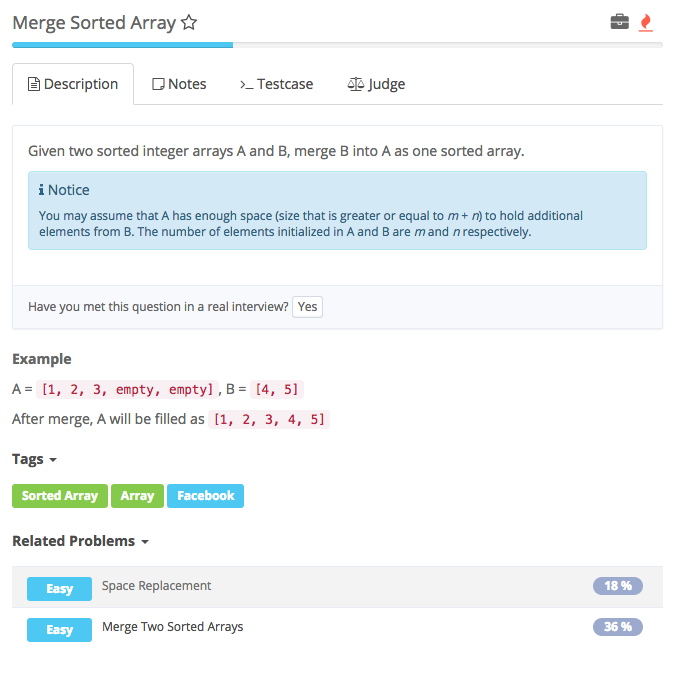 Merge Sorted Array
Description Notes Testcase Judge
Given two sorted integer arrays A and B, merge B into A as one sorted array.
Notice
You may assume that A has enough space (size that is greater or equal to m + n) to hold additional
elements from B. The number of elements initialized in A and B are m and n respectively.
Have you met this question in a real interview? Yes
Example
A = [1, 2, 3, empty, empty] , B = [4, 5]
After merge, A will be filled as [1, 2, 3, 4, 5]
Tags
Sorted Array Array Facebook
Related Problems
Easy Space Replacement 18 %
Easy Merge Two Sorted Arrays 36 %